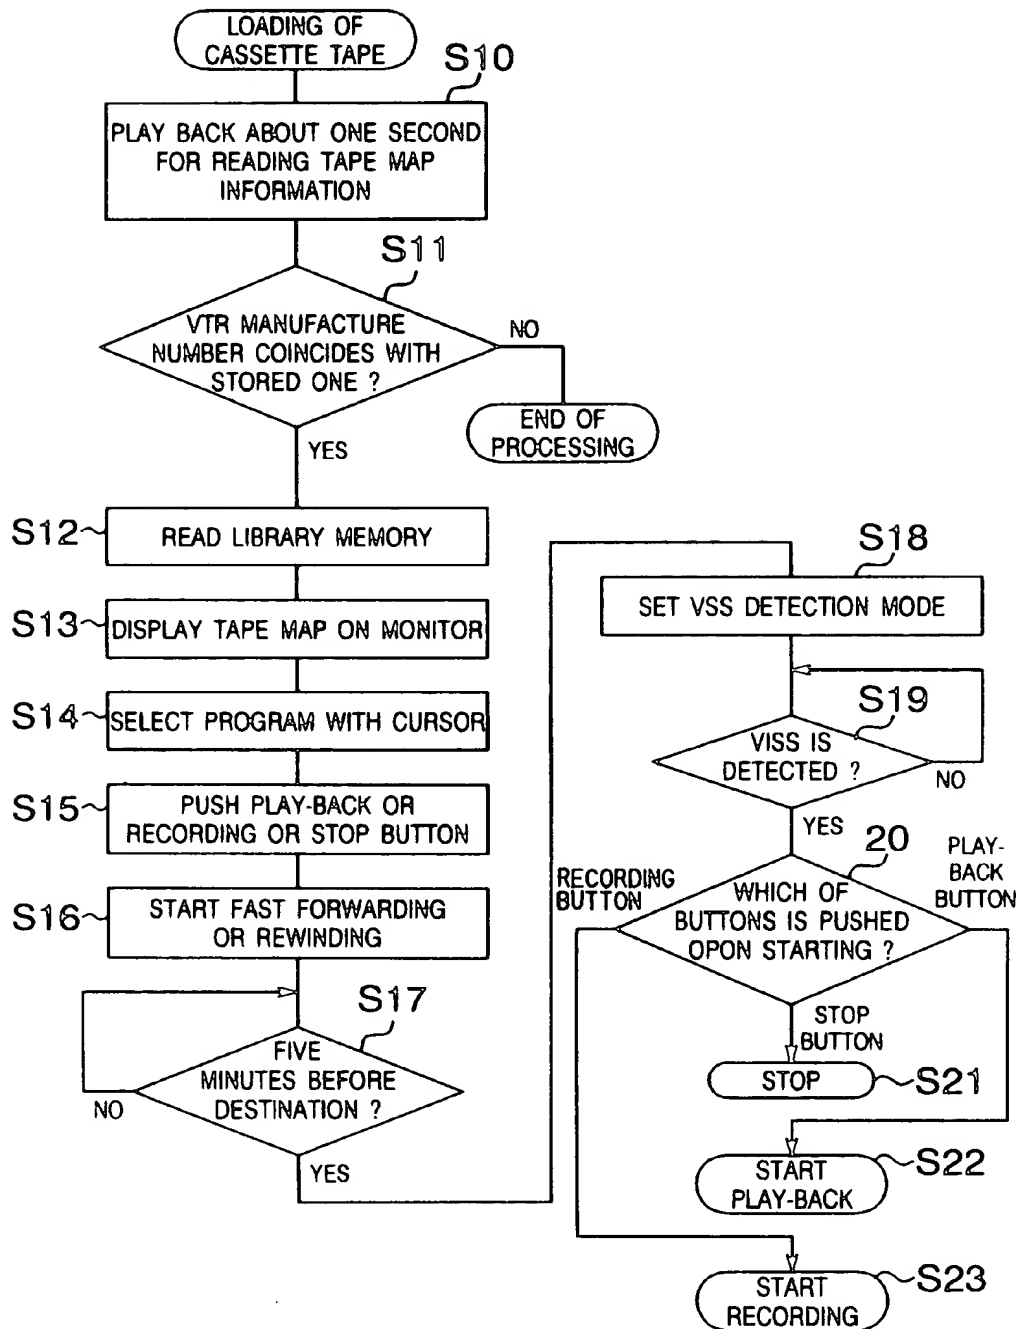 LOADING OF
CASSETTE TAPE
S10
PLAY BACK ABOUT ONE SECOND
FOR READING TAPE MAP
INFORMATION
S11
VTR MANUFACTURE
NUMBER COINCIDES WITH
STORED ONE ?
NO
END OF
PROCESSING
YES
S12
READ LIBRARY MEMORY
S13
DISPLAY TAPE MAP ON MONITOR
S14
SELECT PROGRAM WITH CURSOR
S15
PUSH PLAY-BACK OR
RECORDING OR STOP BUTTON
S16
START FAST FORWARDING
OR REWINDING
S17
FIVE
MINUTES BEFORE
DESTINATION ?
NO
YES
S18
SET VSS DETECTION MODE
S19
VISS IS
DETECTED ?
NO
YES
20
WHICH OF
BUTTONS IS PUSHED
OPON STARTING ?
RECORDING
BUTTON
PLAY-
BACK
BUTTON
STOP
BUTTON
STOP
S21
START
PLAY-BACK
S22
START
RECORDING
S23